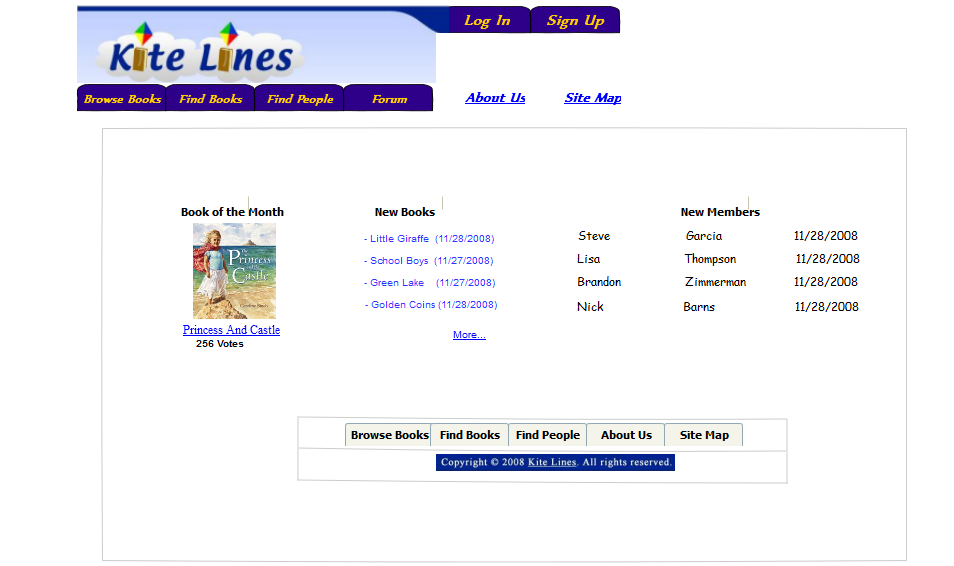 Log In Sign Up
Kite Lines
Browse Books Find Books Find People Forum About Us Site Map
Book of the Month New Books New Members
- Little Giraffe (11/28/2008) Steve Garcia 11/28/2008
- School Boys (11/27/2008) Lisa Thompson 11/28/2008
- Green Lake (11/27/2008) Brandon Zimmerman 11/28/2008
- Golden Coins (11/28/2008) Nick Barns 11/28/2008
The Princess
Castle
Princess And Castle More...
256 Votes
Browse Books Find Books Find People About Us Site Map
Copyright © 2008 Kite Lines. All rights reserved.